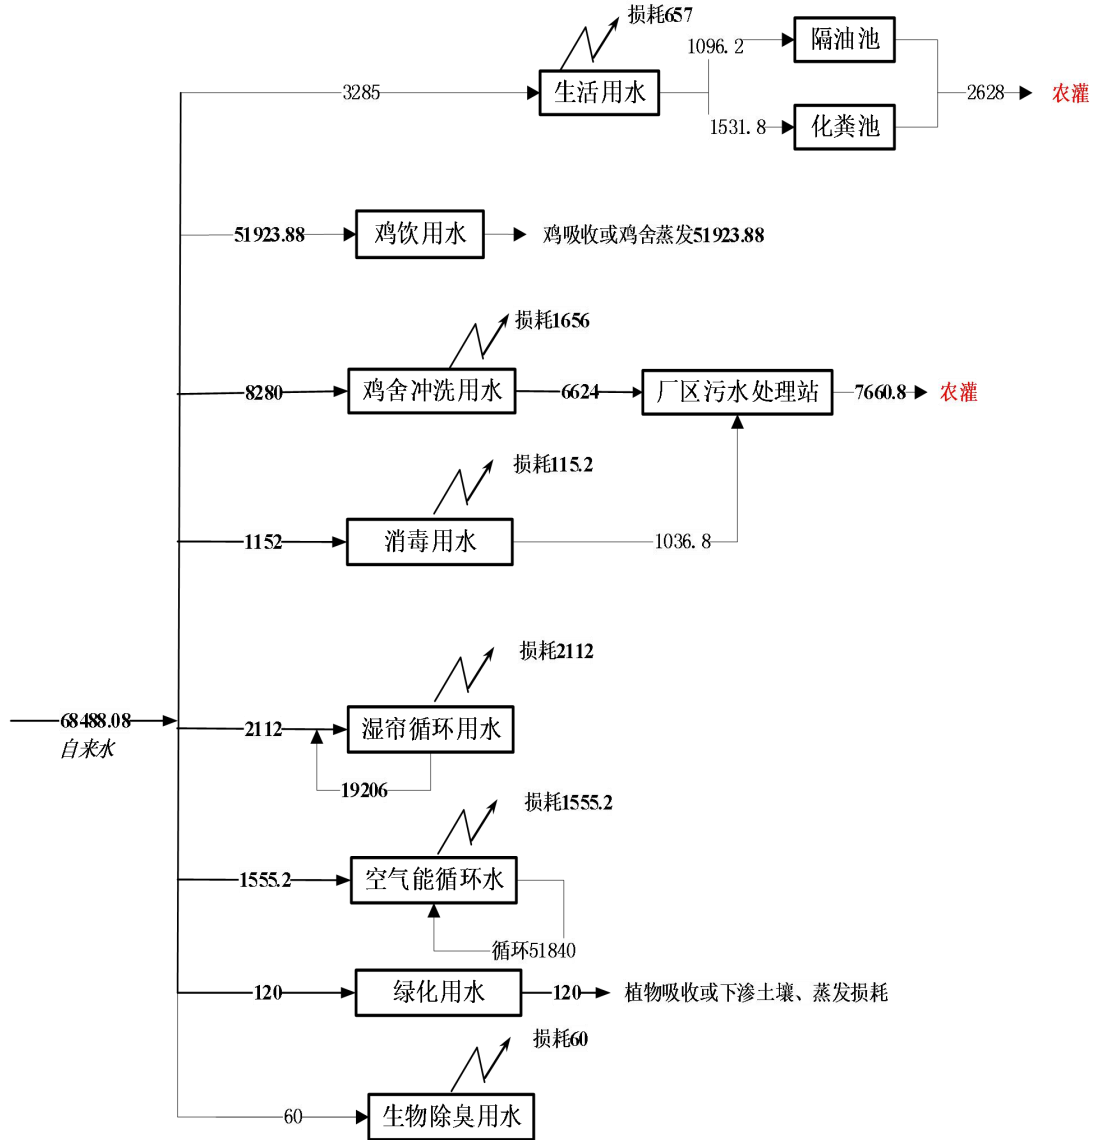 损耗657
1096.2
隔油池
3285
生活用水
2628
农灌
1531.8
化粪池
51923.88
鸡饮用水
鸡吸收或鸡舍蒸发51923.88
损耗1656
8280
鸡舍冲洗用水
6624
厂区污水处理站
7660.8
农灌
损耗115.2
1152
消毒用水
1036.8
损耗2112
68488.08
自来水
2112
湿帘循环用水
19206
损耗1555.2
1555.2
空气能循环水
循环51840
120
绿化用水
120
植物吸收或下渗土壤、蒸发损耗
损耗60
60
生物除臭用水